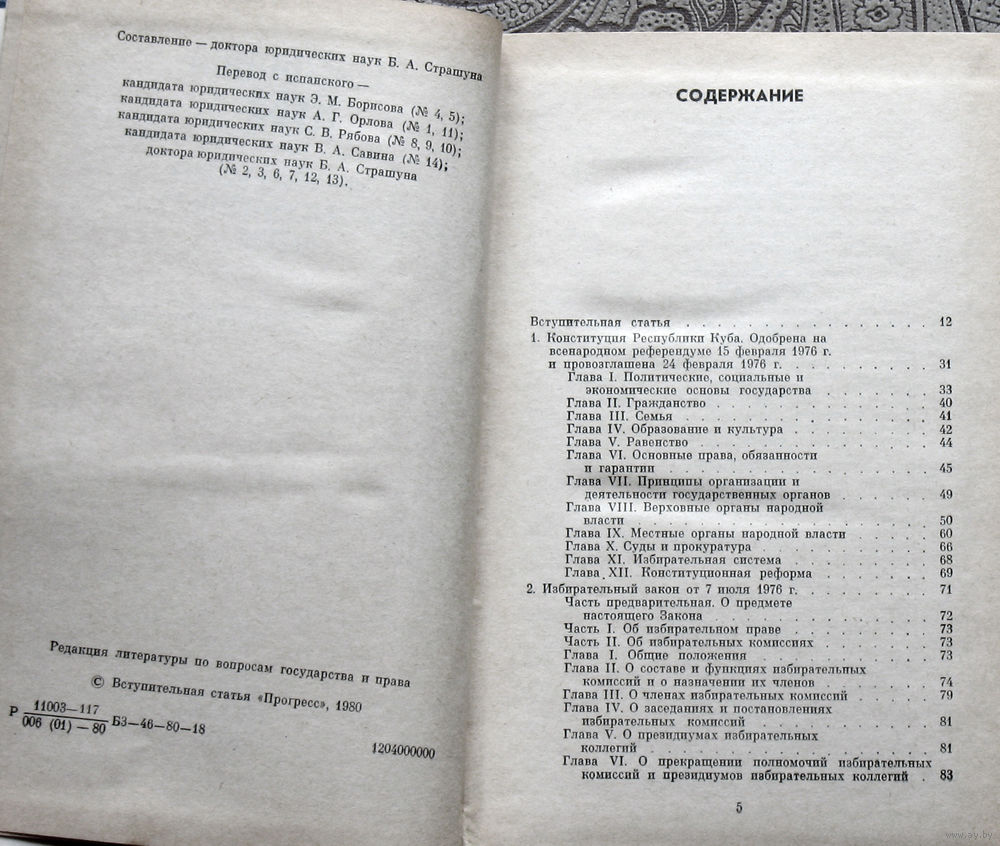 Составление — доктора юридических наук Б. А. Страшуна
Перевод с испанского —
кандидата юридических наук Э. М. Борисова (№ 4, 5);
кандидата юридических наук А. Г. Орлова (№ 1, 11);
кандидата юридических наук С. В. Рябова (№ 8, 9, 10);
кандидата юридических наук В. А. Савина (№ 14);
доктора юридических наук Б. А. Страшуна
(№ 2, 3, 6, 7, 12, 13).
Редакция литературы по вопросам государства и права
© Вступительная статья «Прогресс», 1980
Р 11003—117
006 (01) — 80 БЗ—46—80—18
1204000000
СОДЕРЖАНИЕ
Вступительная статья . . . . . . . . . . . . . . . 12
1. Конституция Республики Куба. Одобрена на
всенародном референдуме 15 февраля 1976 г.
и провозглашена 24 февраля 1976 г. . . . . . . . . 31
Глава I. Политические, социальные и
экономические основы государства . . . . . . . 33
Глава II. Гражданство . . . . . . . . . . . . . 40
Глава III. Семья . . . . . . . . . . . . . . . 41
Глава IV. Образование и культура . . . . . . . . 42
Глава V. Равенство . . . . . . . . . . . . . . 44
Глава VI. Основные права, обязанности
и гарантии . . . . . . . . . . . . . . . . . 45
Глава VII. Принципы организации и
деятельности государственных органов . . . . . . 49
Глава VIII. Верховные органы народной
власти . . . . . . . . . . . . . . . . . . 50
Глава IX. Местные органы народной власти . . . . . 60
Глава X. Суды и прокуратура . . . . . . . . . . 66
Глава XI. Избирательная система . . . . . . . . . 68
Глава XII. Конституционная реформа . . . . . . . 69
2. Избирательный закон от 7 июля 1976 г. . . . . . . . 71
Часть предварительная. О предмете
настоящего Закона . . . . . . . . . . . . . . 72
Часть I. Об избирательном праве . . . . . . . . . 73
Часть II. Об избирательных комиссиях . . . . . . . 73
Глава I. Общие положения . . . . . . . . . . . 73
Глава II. О составе и функциях избирательных
комиссий и о назначении их членов . . . . . . . 74
Глава III. О членах избирательных комиссий . . . . . 79
Глава IV. О заседаниях и постановлениях
избирательных комиссий . . . . . . . . . . . . 81
Глава V. О президиумах избирательных
коллегий . . . . . . . . . . . . . . . . . 81
Глава VI. О прекращении полномочий избирательных
комиссий и президиумов избирательных коллегий . 83
5
www.ay.by